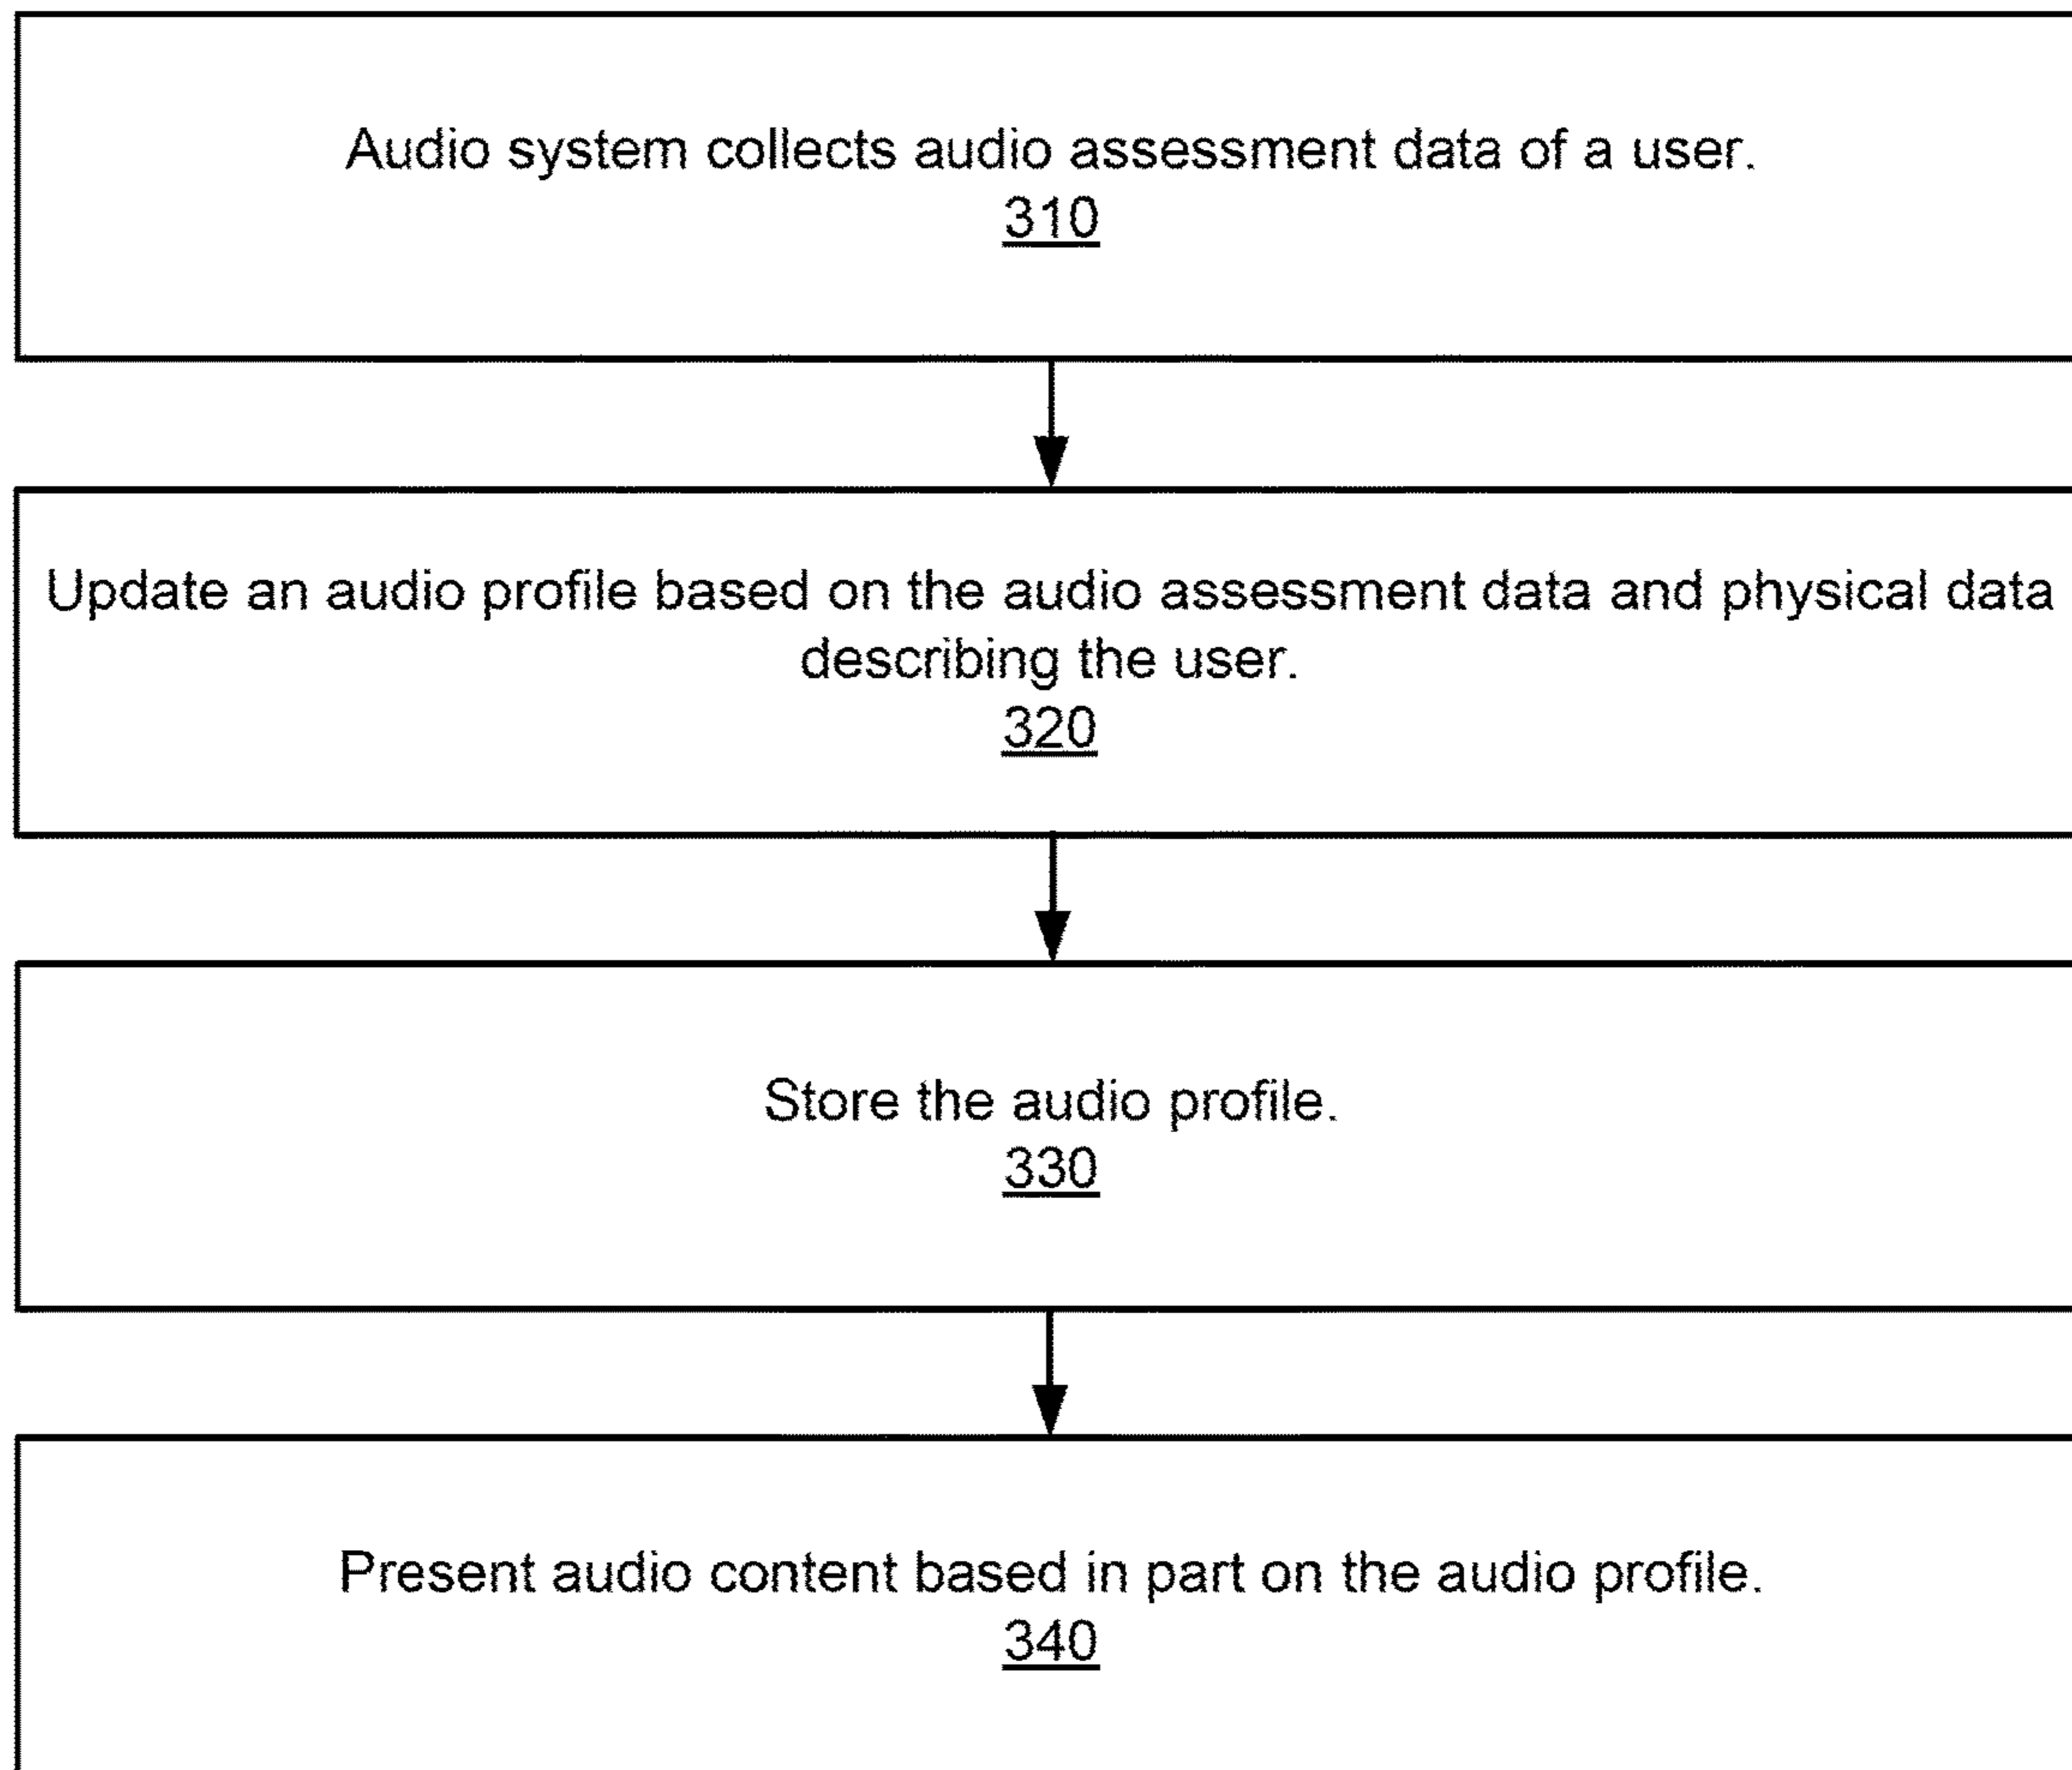 Audio system collects audio assessment data of a user.
310
Update an audio profile based on the audio assessment data and physical data
describing the user.
320
Store the audio profile.
330
Present audio content based in part on the audio profile.
340